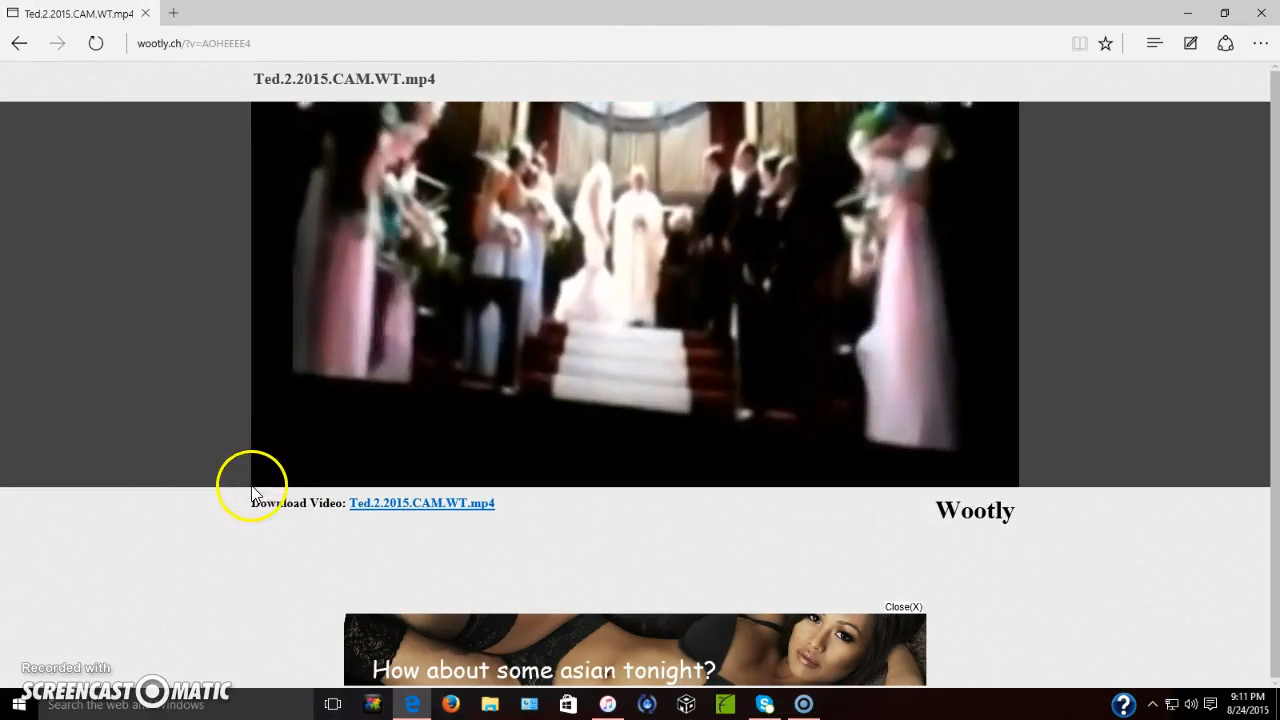 Ted.2.2015.CAM.WT.mp4
wootly.ch/?v=AOHEEEE4
Ted.2.2015.CAM.WT.mp4
Download Video: Ted.2.2015.CAM.WT.mp4
Wootly
Close(X)
How about some asian tonight?
Recorded with
SCREENCAST-O-MATIC
Search the web and Windows
9:11 PM
8/24/2015